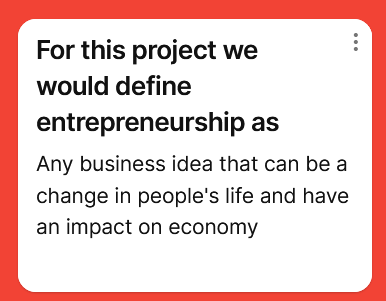 For this project we
would define
entrepreneurship as
Any business idea that can be a
change in people's life and have
an impact on economy